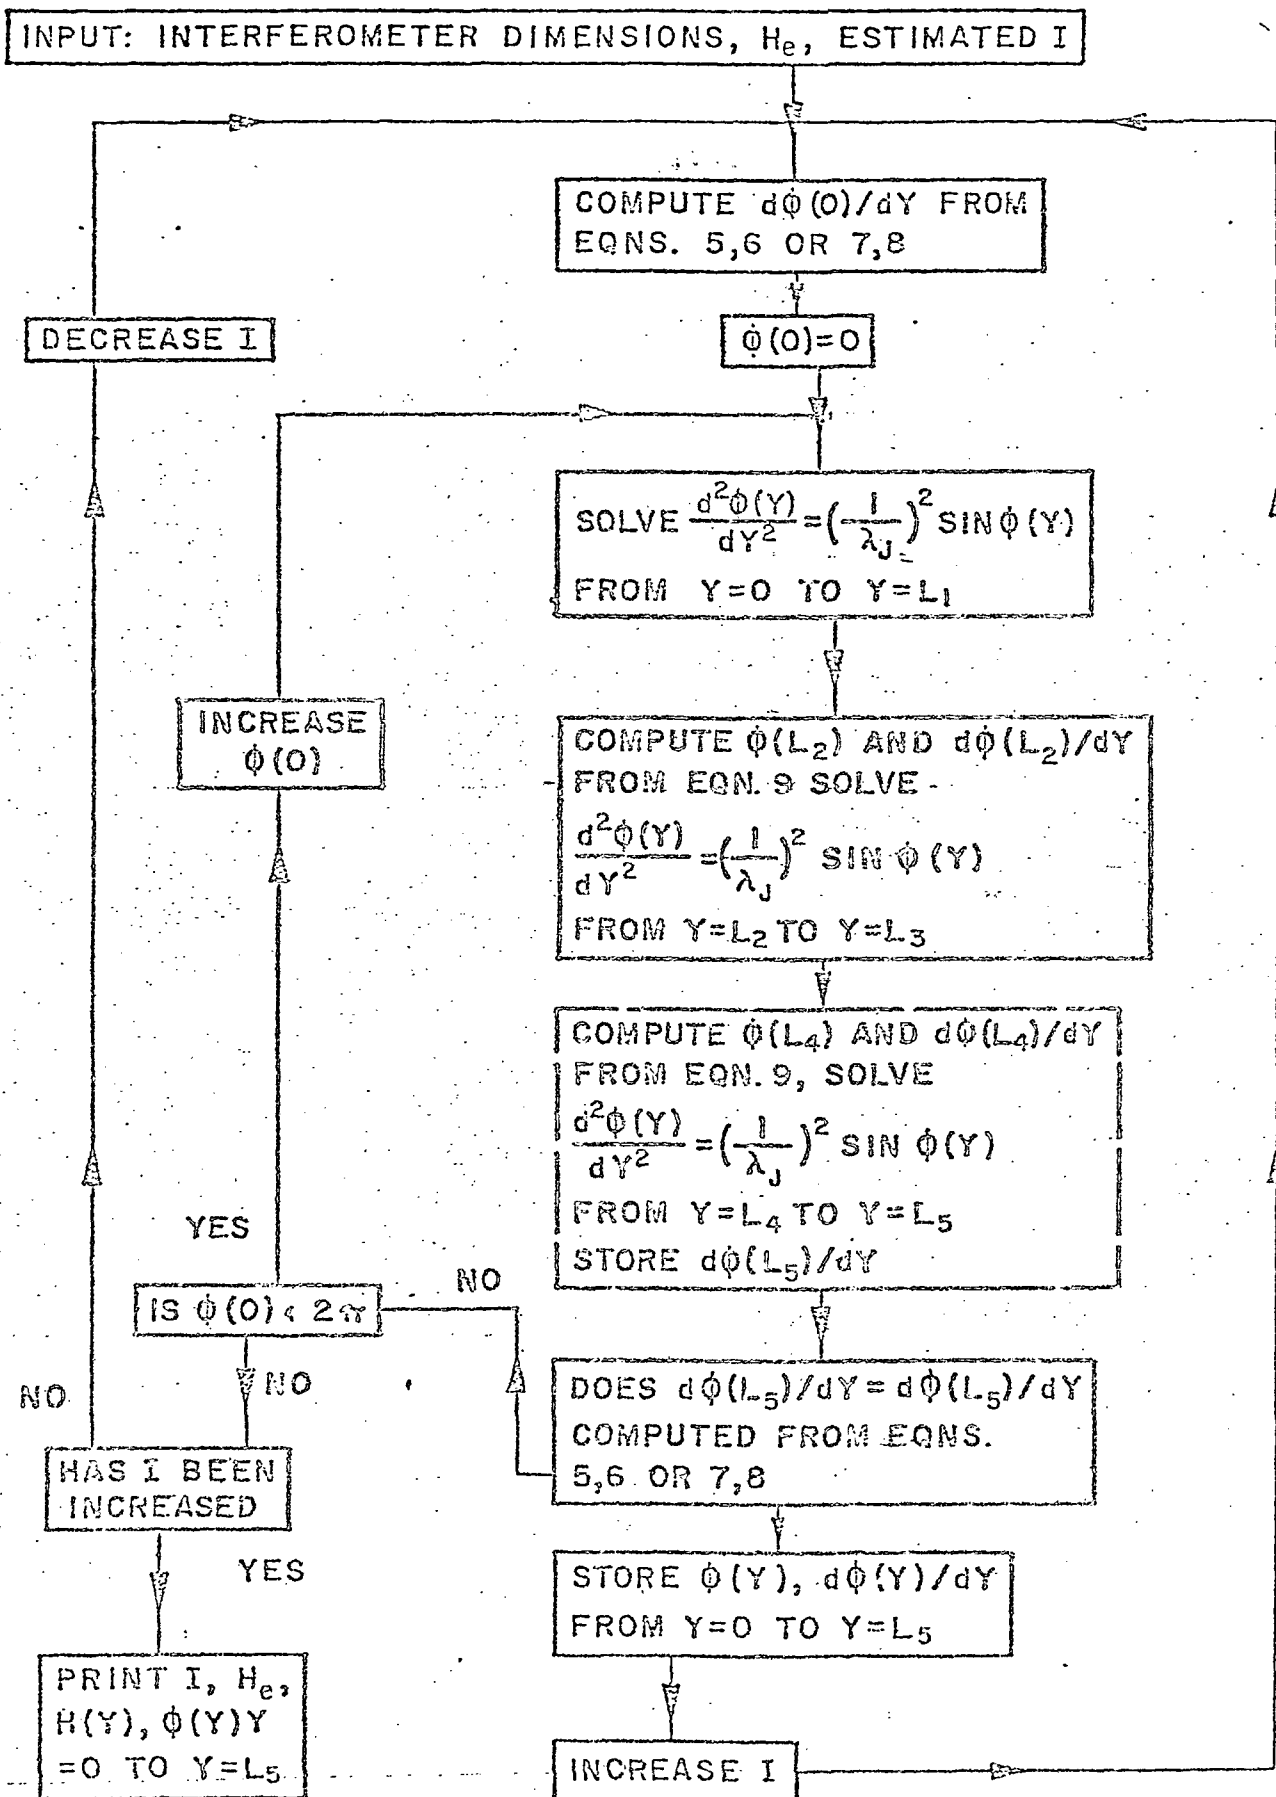 INPUT: INTERFEROMETER DIMENSIONS, Hₑ, ESTIMATED I
COMPUTE dϕ(0)/dY FROM
EQNS. 5,6 OR 7,8
DECREASE I
ϕ(0)=0
SOLVE d²ϕ(Y)/dY² = (1/λ_J)² SIN ϕ(Y)
FROM Y=0 TO Y=L₁
INCREASE
ϕ(0)
COMPUTE ϕ(L₂) AND dϕ(L₂)/dY
FROM EQN. 9 SOLVE
d²ϕ(Y)/dY² = (1/λ_J)² SIN ϕ(Y)
FROM Y=L₂ TO Y=L₃
COMPUTE ϕ(L₄) AND dϕ(L₄)/dY
FROM EQN. 9, SOLVE
d²ϕ(Y)/dY² = (1/λ_J)² SIN ϕ(Y)
FROM Y=L₄ TO Y=L₅
STORE dϕ(L₅)/dY
YES
NO
IS ϕ(0) < 2π
NO
NO
DOES dϕ(L₅)/dY = dϕ(L₅)/dY
COMPUTED FROM EQNS.
5,6 OR 7,8
HAS I BEEN
INCREASED
YES
STORE ϕ(Y), dϕ(Y)/dY
FROM Y=0 TO Y=L₅
PRINT I, Hₑ,
H(Y), ϕ(Y)Y
=0 TO Y=L₅
INCREASE I